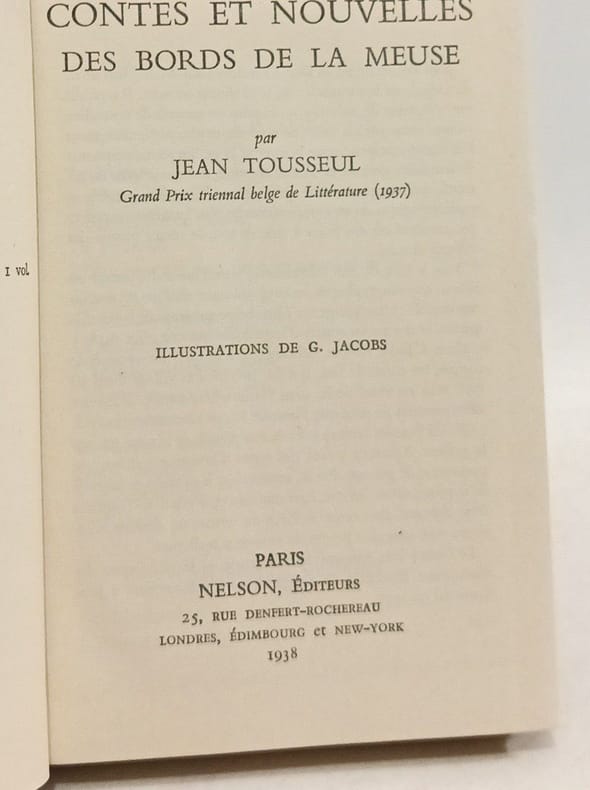 CONTES ET NOUVELLES
DES BORDS DE LA MEUSE
par
JEAN TOUSSEUL
Grand Prix triennal belge de Littérature (1937)
1 vol.
ILLUSTRATIONS DE G. JACOBS
PARIS
NELSON, ÉDITEURS
25, RUE DENFERT-ROCHEREAU
LONDRES, ÉDIMBOURG et NEW-YORK
1938